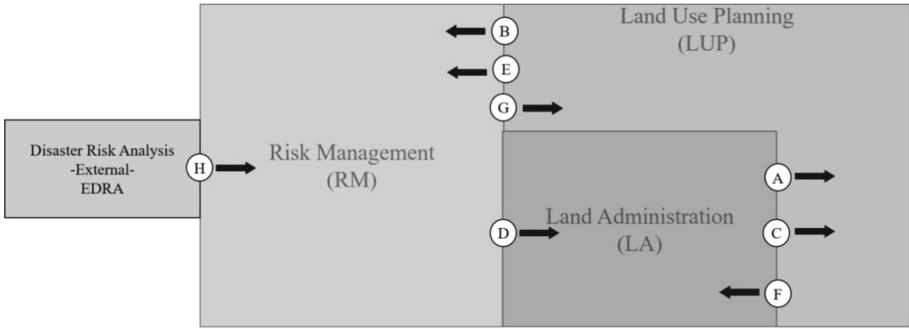 Land Use Planning
(LUP)
B
E
G
Disaster Risk Analysis
-External-
EDRA
H
Risk Management
(RM)
A
D
Land Administration
(LA)
C
F